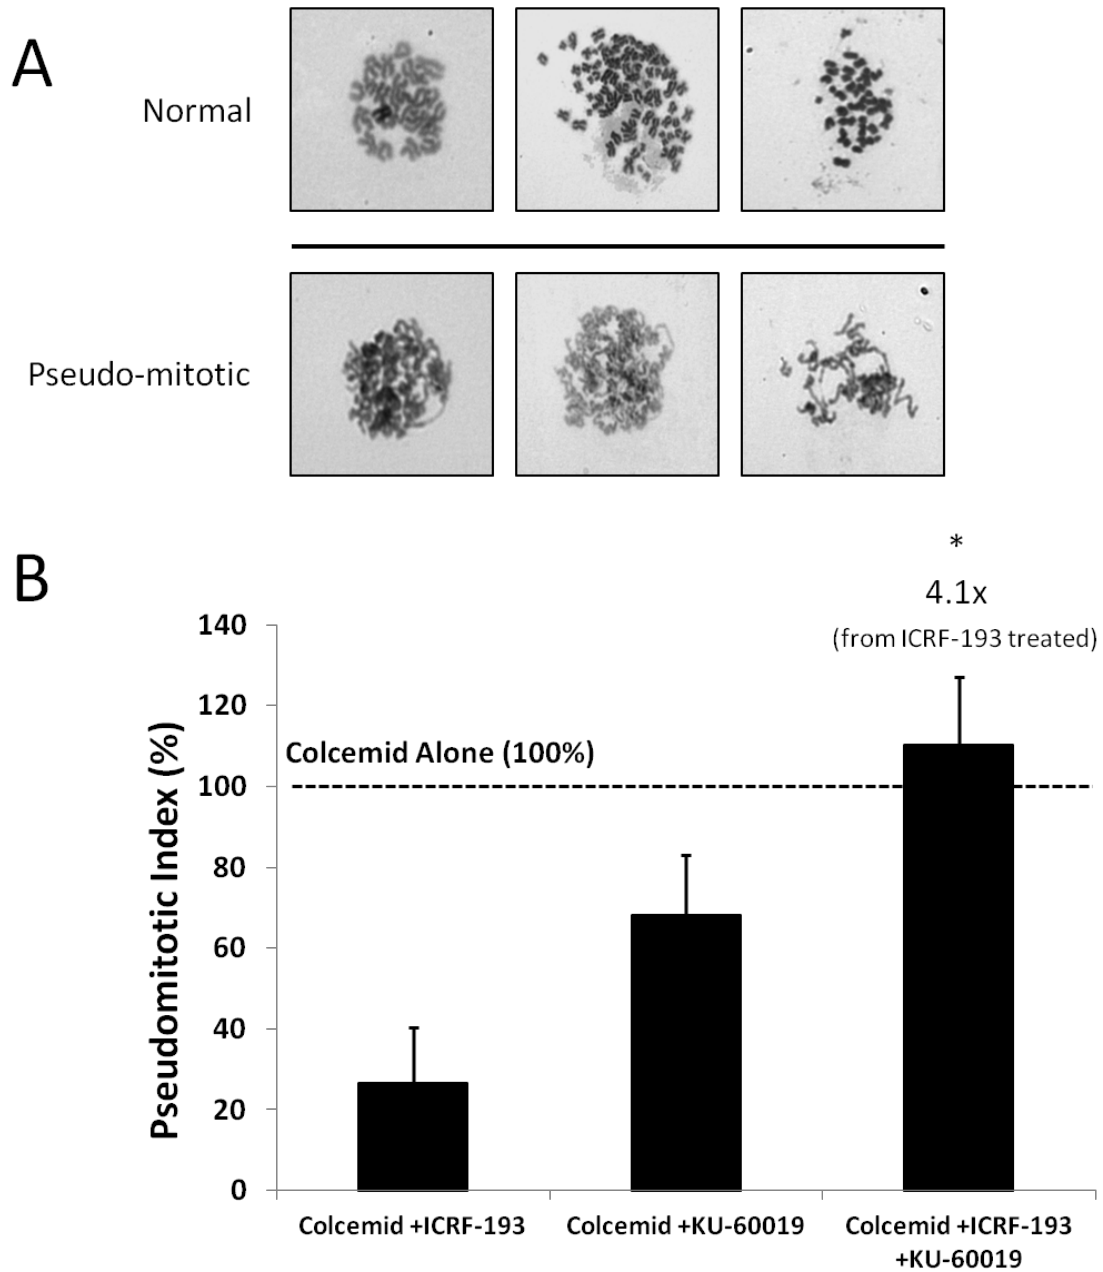 A
Normal
Pseudo-mitotic
B
*
4.1x
(from ICRF-193 treated)
140
120
100
80
60
40
20
0
Pseudomitotic Index (%)
Colcemid Alone (100%)
Colcemid +ICRF-193
Colcemid +KU-60019
Colcemid +ICRF-193
+KU-60019